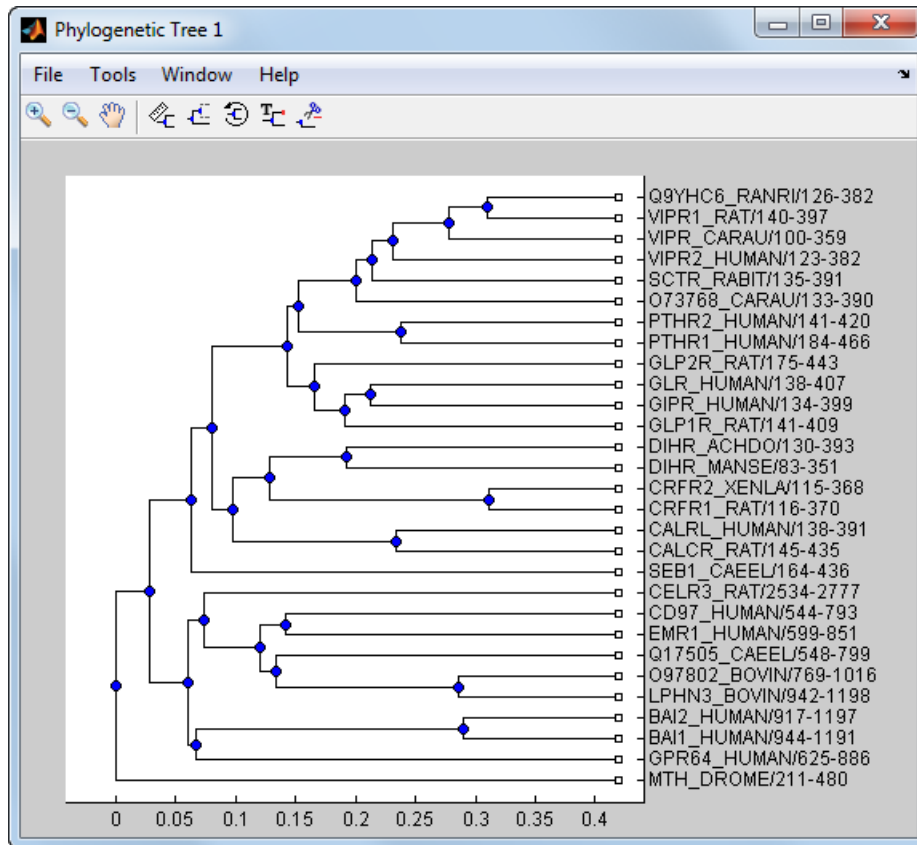 Phylogenetic Tree 1
File Tools Window Help
Q9YHC6_RANRI/126-382
VIPR1_RAT/140-397
VIPR_CARAU/100-359
VIPR2_HUMAN/123-382
SCTR_RABIT/135-391
O73768_CARAU/133-390
PTHR2_HUMAN/141-420
PTHR1_HUMAN/184-466
GLP2R_RAT/175-443
GLR_HUMAN/138-407
GIPR_HUMAN/134-399
GLP1R_RAT/141-409
DIHR_ACHDO/130-393
DIHR_MANSE/83-351
CRFR2_XENLA/115-368
CRFR1_RAT/116-370
CALRL_HUMAN/138-391
CALCR_RAT/145-435
SEB1_CAEEL/164-436
CELR3_RAT/2534-2777
CD97_HUMAN/544-793
EMR1_HUMAN/599-851
Q17505_CAEEL/548-799
O97802_BOVIN/769-1016
LPHN3_BOVIN/942-1198
BAI2_HUMAN/917-1197
BAI1_HUMAN/944-1191
GPR64_HUMAN/625-886
MTH_DROME/211-480
0 0.05 0.1 0.15 0.2 0.25 0.3 0.35 0.4